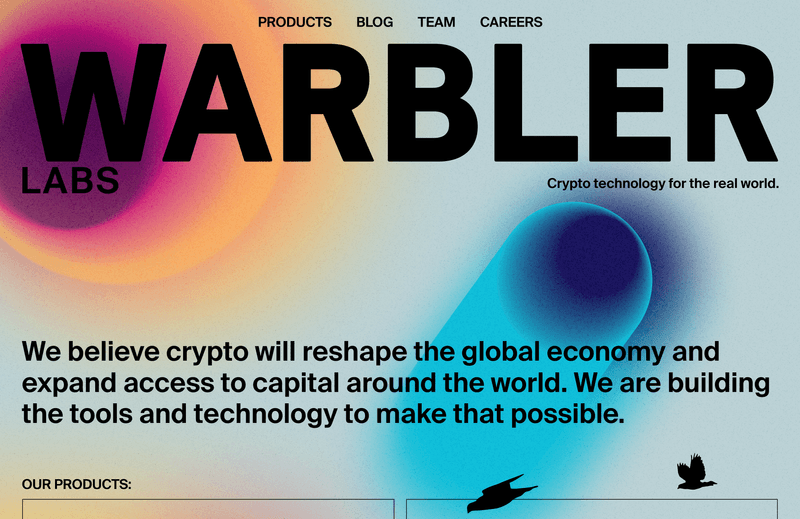 PRODUCTS BLOG TEAM CAREERS
WARBLER
LABS
Crypto technology for the real world.
We believe crypto will reshape the global economy and
expand access to capital around the world. We are building
the tools and technology to make that possible.
OUR PRODUCTS: